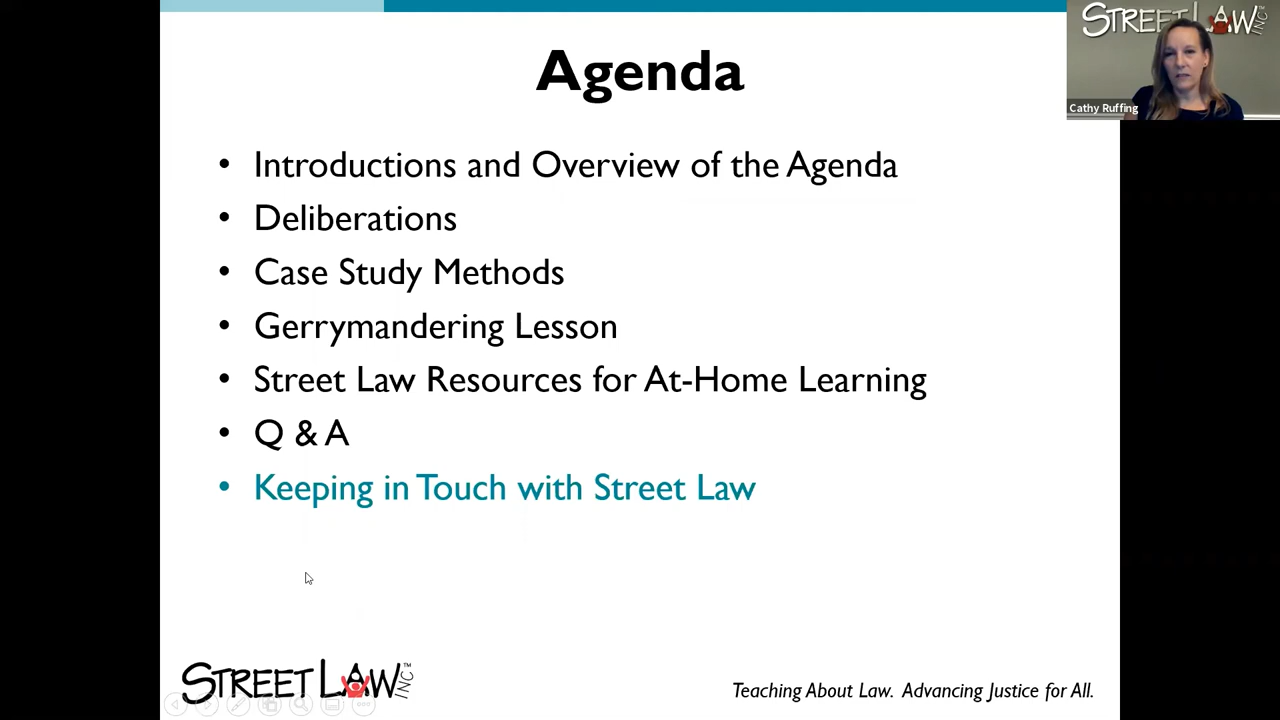 Agenda
STREET LAW INC
Cathy Ruffing
• Introductions and Overview of the Agenda
• Deliberations
• Case Study Methods
• Gerrymandering Lesson
• Street Law Resources for At-Home Learning
• Q & A
• Keeping in Touch with Street Law
STREET LAW INC™
Teaching About Law. Advancing Justice for All.